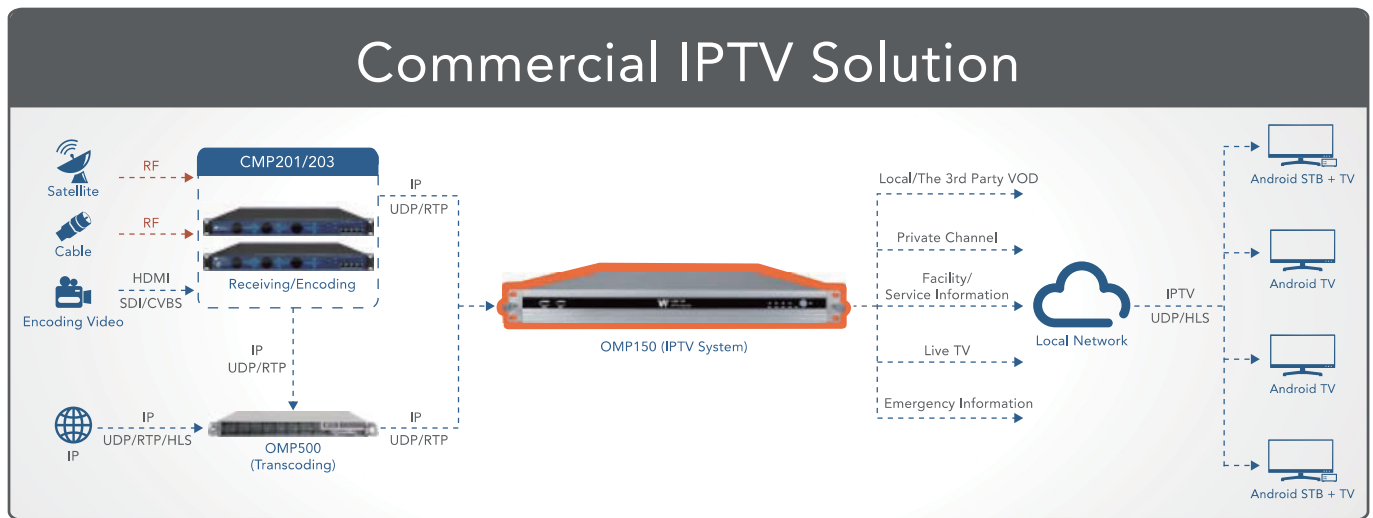 Commercial IPTV Solution
Satellite
RF
Cable
RF
Encoding Video
HDMI
SDI/CVBS
CMP201/203
Receiving/Encoding
IP
UDP/RTP
IP
UDP/RTP
IP
IP
UDP/RTP/HLS
OMP500
(Transcoding)
IP
UDP/RTP
OMP150 (IPTV System)
Local/The 3rd Party VOD
Private Channel
Facility/
Service Information
Live TV
Emergency Information
Local Network
IPTV
UDP/HLS
Android STB + TV
Android TV
Android TV
Android STB + TV